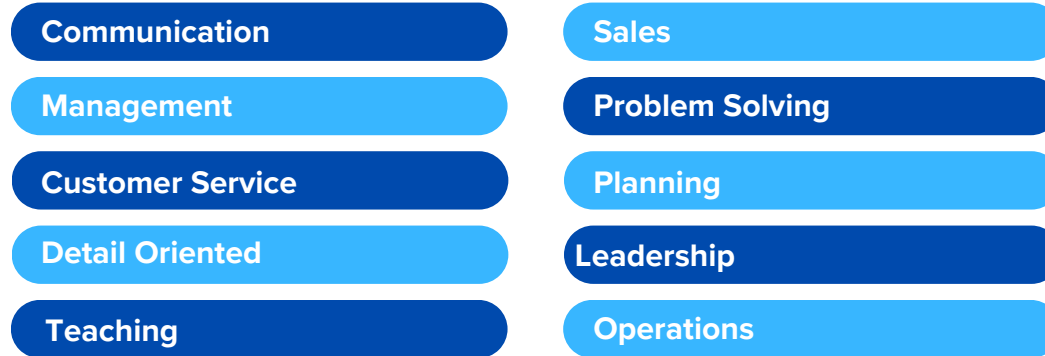 Communication
Management
Customer Service
Detail Oriented
Teaching
Sales
Problem Solving
Planning
Leadership
Operations